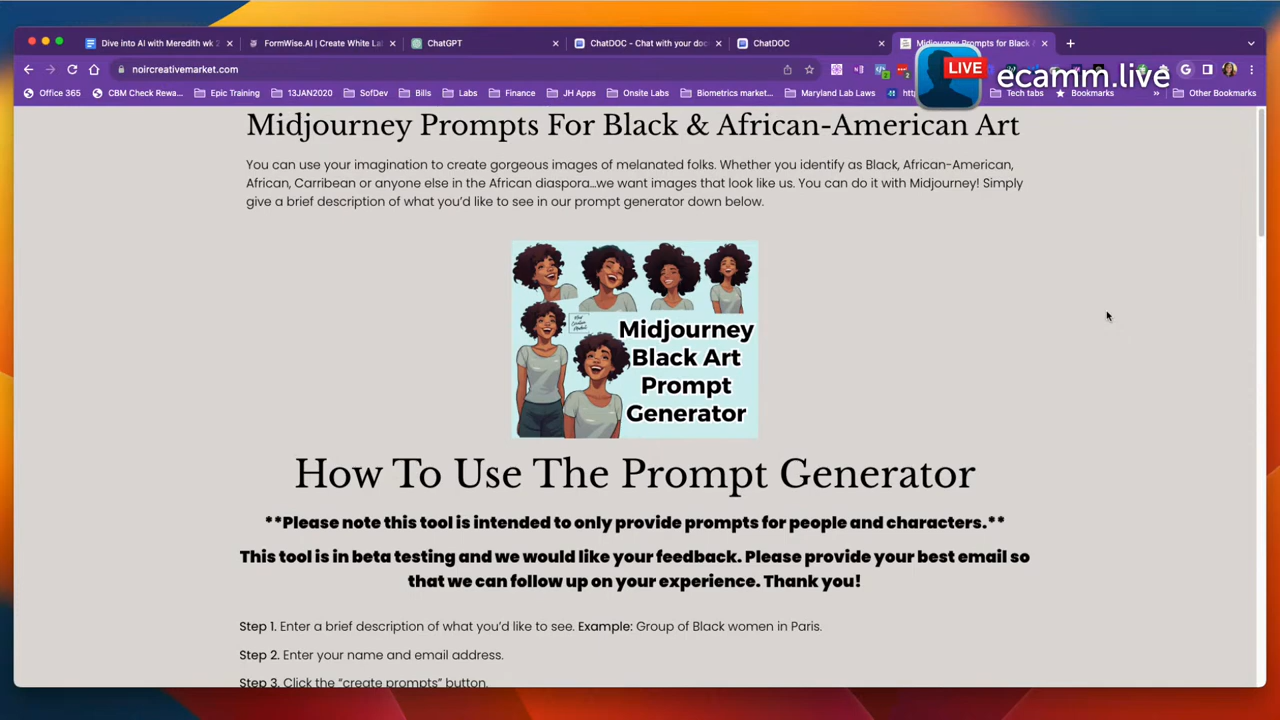 Dive into AI with Meredith wk 2
FormWise.AI | Create White La
ChatGPT
ChatDOC - Chat with your doc
ChatDOC
Midjourney Prompts for Black &
noircreativemarket.com
LIVE
ecamm.live
Office 365
CBM Check Rewa...
Epic Training
13JAN2020
SofDev
Bills
Labs
Finance
JH Apps
Onsite Labs
Biometrics market...
Maryland Lab Laws
Tech tabs
Bookmarks
»
Other Bookmarks
Midjourney Prompts For Black & African-American Art
You can use your imagination to create gorgeous images of melanated folks. Whether you identify as Black, African-American,
African, Carribean or anyone else in the African diaspora...we want images that look like us. You can do it with Midjourney! Simply
give a brief description of what you'd like to see in our prompt generator down below.
Midjourney
Black Art
Prompt
Generator
How To Use The Prompt Generator
**Please note this tool is intended to only provide prompts for people and characters.**
This tool is in beta testing and we would like your feedback. Please provide your best email so
that we can follow up on your experience. Thank you!
Step 1. Enter a brief description of what you'd like to see. Example: Group of Black women in Paris.
Step 2. Enter your name and email address.
Step 3. Click the "create prompts" button.